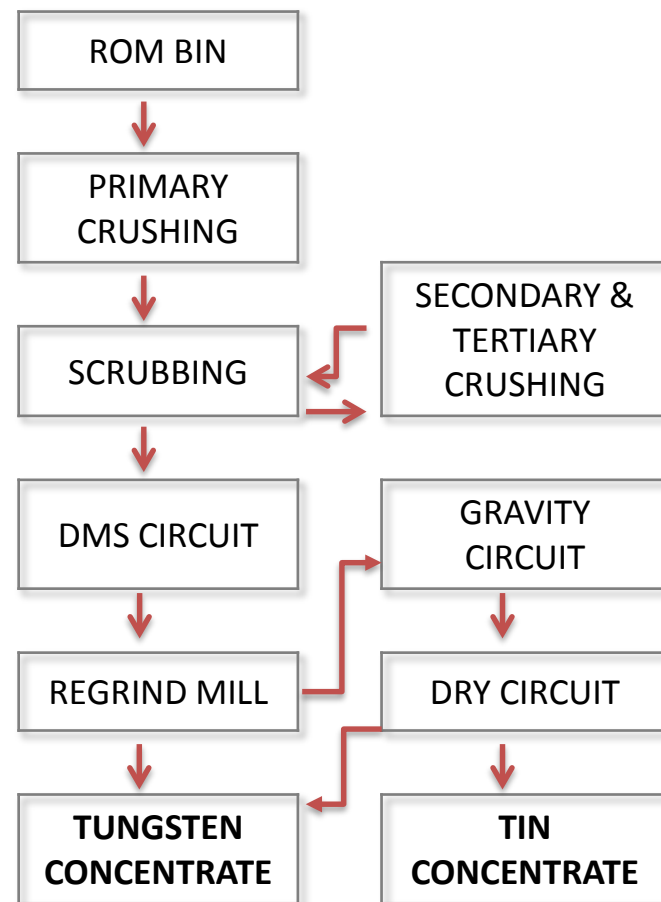 ROM BIN
PRIMARY
CRUSHING
SCRUBBING
SECONDARY &
TERTIARY
CRUSHING
DMS CIRCUIT
GRAVITY
CIRCUIT
REGRIND MILL
DRY CIRCUIT
TUNGSTEN
CONCENTRATE
TIN
CONCENTRATE